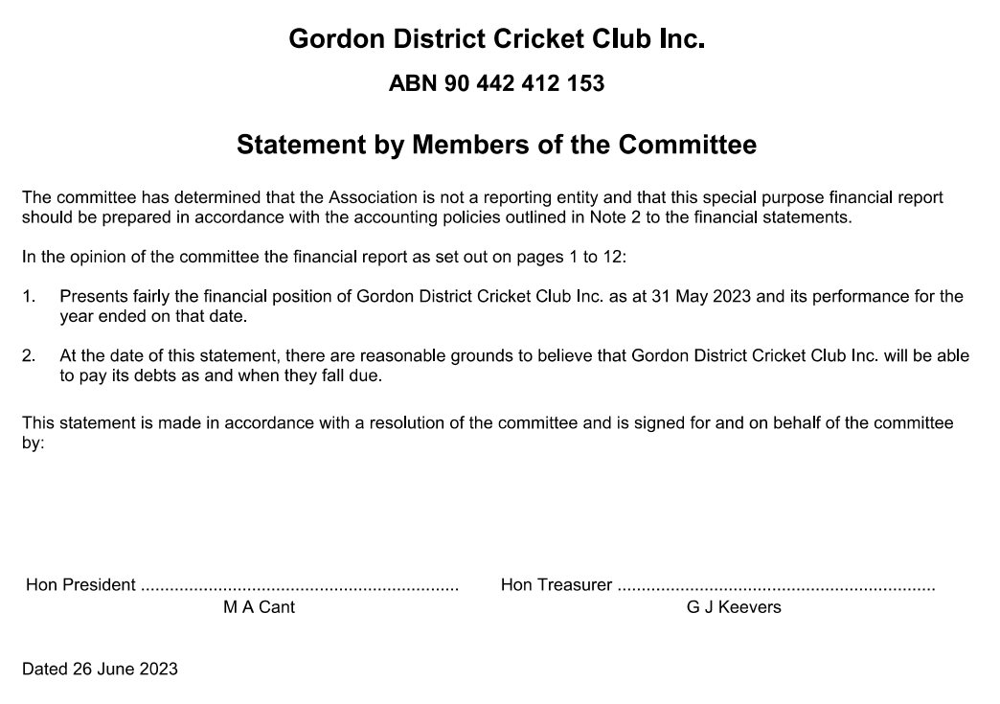 Gordon District Cricket Club Inc.
ABN 90 442 412 153
Statement by Members of the Committee
The committee has determined that the Association is not a reporting entity and that this special purpose financial report
should be prepared in accordance with the accounting policies outlined in Note 2 to the financial statements.
In the opinion of the committee the financial report as set out on pages 1 to 12:
1. Presents fairly the financial position of Gordon District Cricket Club Inc. as at 31 May 2023 and its performance for the
year ended on that date.
2. At the date of this statement, there are reasonable grounds to believe that Gordon District Cricket Club Inc. will be able
to pay its debts as and when they fall due.
This statement is made in accordance with a resolution of the committee and is signed for and on behalf of the committee
by:
Hon President .................................................................. Hon Treasurer ..................................................................
M A Cant G J Keevers
Dated 26 June 2023